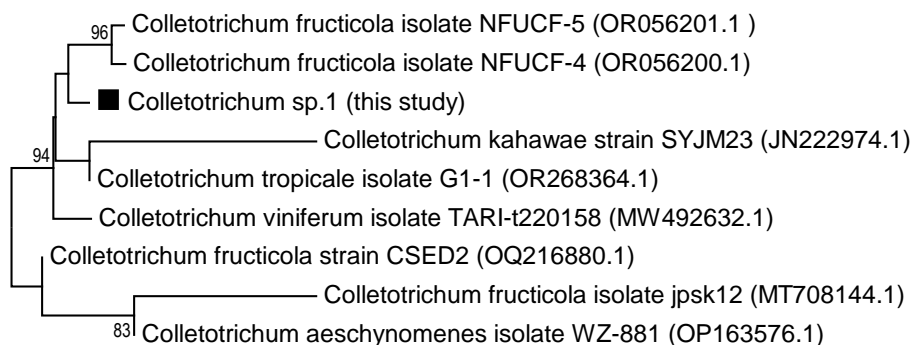 Colletotrichum fructicola isolate NFUCF-5 (OR056201.1 )
96
Colletotrichum fructicola isolate NFUCF-4 (OR056200.1)
Colletotrichum sp.1 (this study)
Colletotrichum kahawae strain SYJM23 (JN222974.1)
94
Colletotrichum tropicale isolate G1-1 (OR268364.1)
Colletotrichum viniferum isolate TARI-t220158 (MW492632.1)
Colletotrichum fructicola strain CSED2 (OQ216880.1)
Colletotrichum fructicola isolate jpsk12 (MT708144.1)
83
Colletotrichum aeschynomenes isolate WZ-881 (OP163576.1)